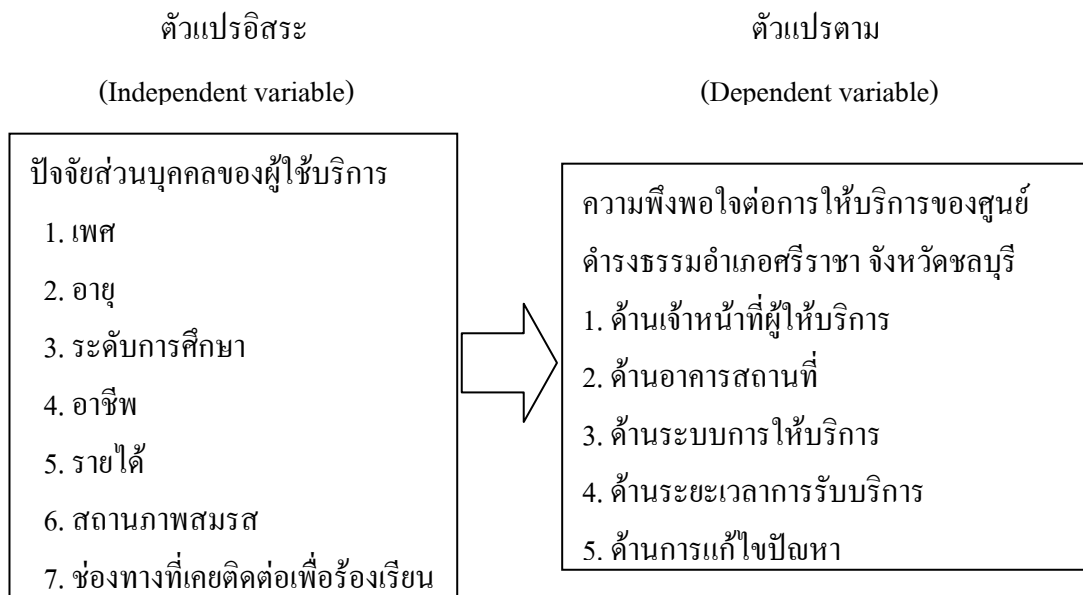 ตัวแปรอิสระ
(Independent variable)
ปัจจัยส่วนบุคคลของผู้ใช้บริการ
1. เพศ
2. อายุ
3. ระดับการศึกษา
4. อาชีพ
5. รายได้
6. สถานภาพสมรส
7. ช่องทางที่เคยติดต่อเพื่อร้องเรียน
ตัวแปรตาม
(Dependent variable)
ความพึงพอใจต่อการให้บริการของศูนย์
ดำรงธรรมอำเภอศรีราชา จังหวัดชลบุรี
1. ด้านเจ้าหน้าที่ผู้ให้บริการ
2. ด้านอาคารสถานที่
3. ด้านระบบการให้บริการ
4. ด้านระยะเวลาการรับบริการ
5. ด้านการแก้ไขปัญหา